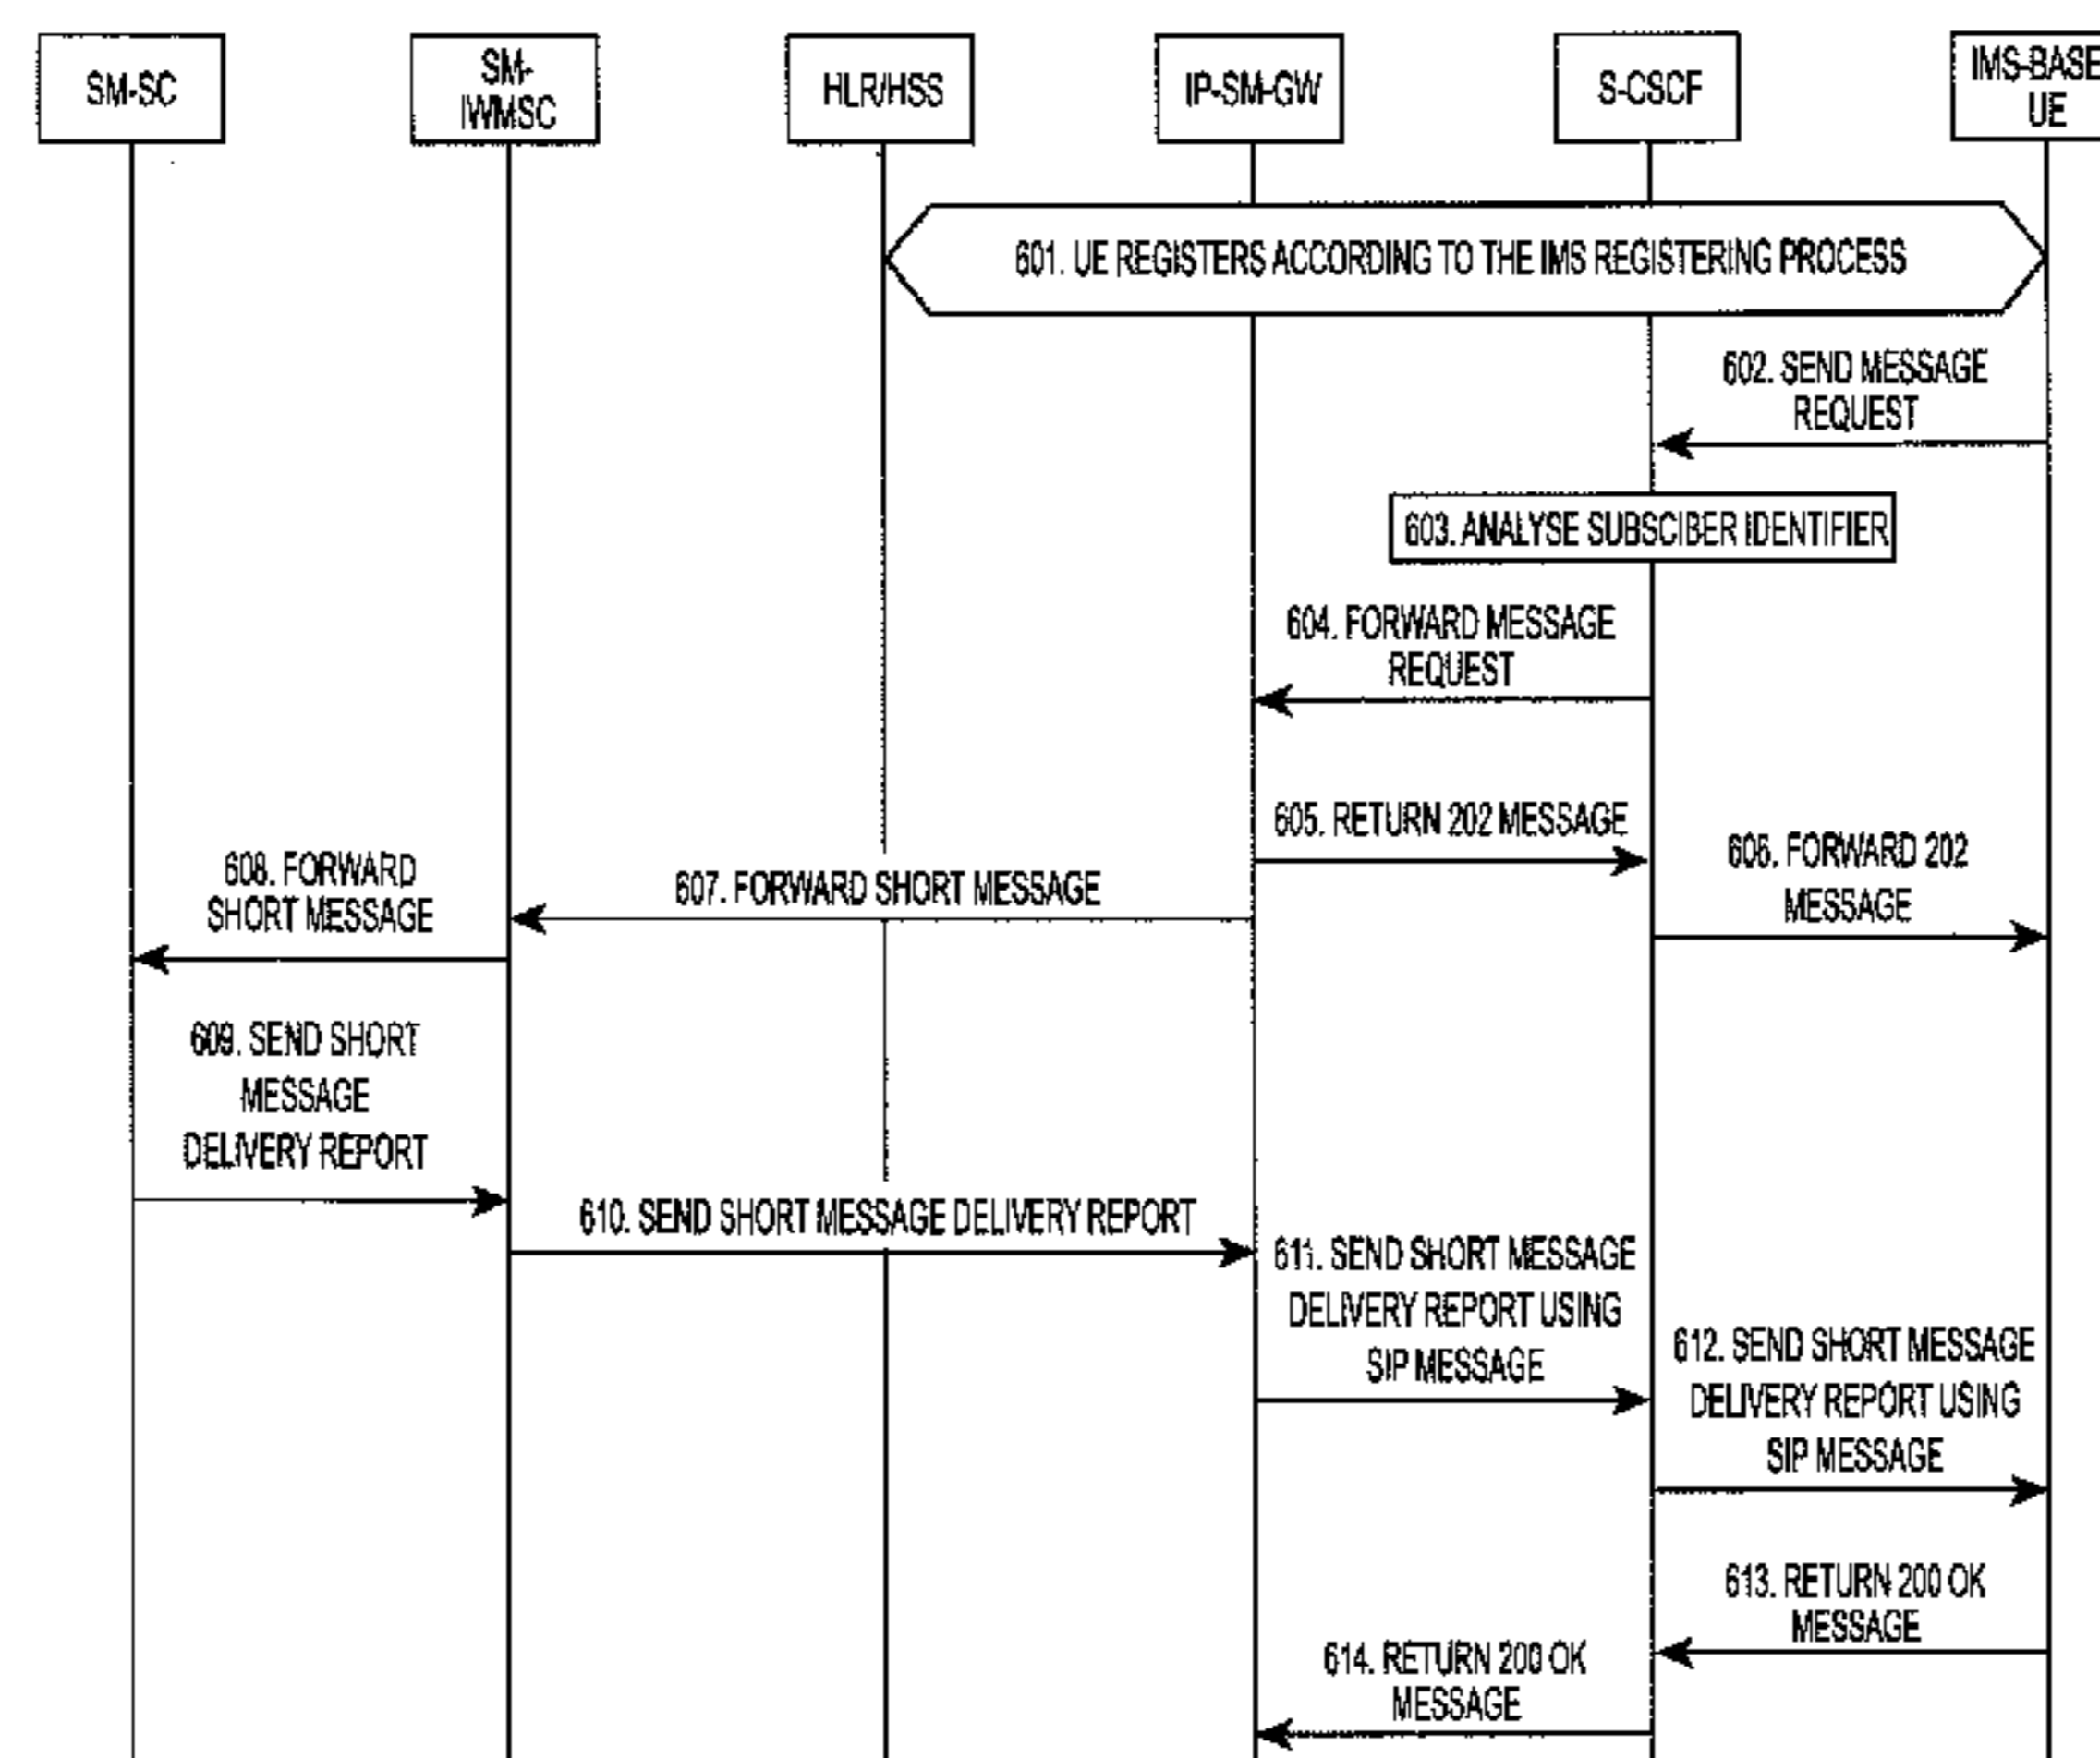 SM-SC
SM-
IWMSC
HLR/HSS
IP-SM-GW
S-CSCF
IMS-BASE
UE
601. UE REGISTERS ACCORDING TO THE IMS REGISTERING PROCESS
602. SEND MESSAGE
REQUEST
603. ANALYSE SUBSCIBER IDENTIFIER
604. FORWARD MESSAGE
REQUEST
605. RETURN 202 MESSAGE
606. FORWARD 202
MESSAGE
607. FORWARD SHORT MESSAGE
608. FORWARD
SHORT MESSAGE
609. SEND SHORT
MESSAGE
DELIVERY REPORT
610. SEND SHORT MESSAGE DELIVERY REPORT
611. SEND SHORT MESSAGE
DELIVERY REPORT USING
SIP MESSAGE
612. SEND SHORT MESSAGE
DELIVERY REPORT USING
SIP MESSAGE
613. RETURN 200 OK
MESSAGE
614. RETURN 200 OK
MESSAGE